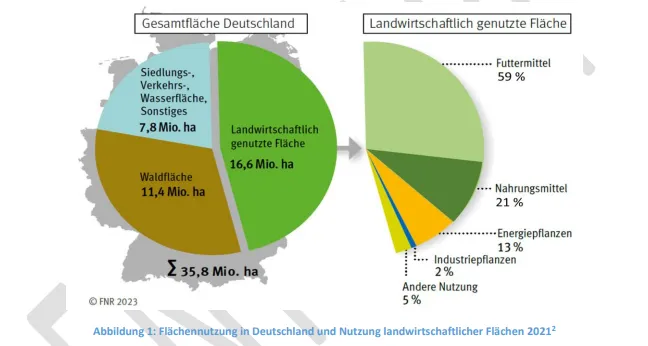 Gesamtfläche Deutschland
Landwirtschaftlich genutzte Fläche
Siedlungs-,
Verkehrs-,
Wasserfläche,
Sonstiges
7,8 Mio. ha
Landwirtschaftlich
genutzte Fläche
16,6 Mio. ha
Waldfläche
11,4 Mio. ha
∑ 35,8 Mio. ha
Futtermittel
59 %
Nahrungsmittel
21 %
Energiepflanzen
13 %
Industriepflanzen
2 %
Andere Nutzung
5 %
© FNR 2023
Abbildung 1: Flächennutzung in Deutschland und Nutzung landwirtschaftlicher Flächen 2021²